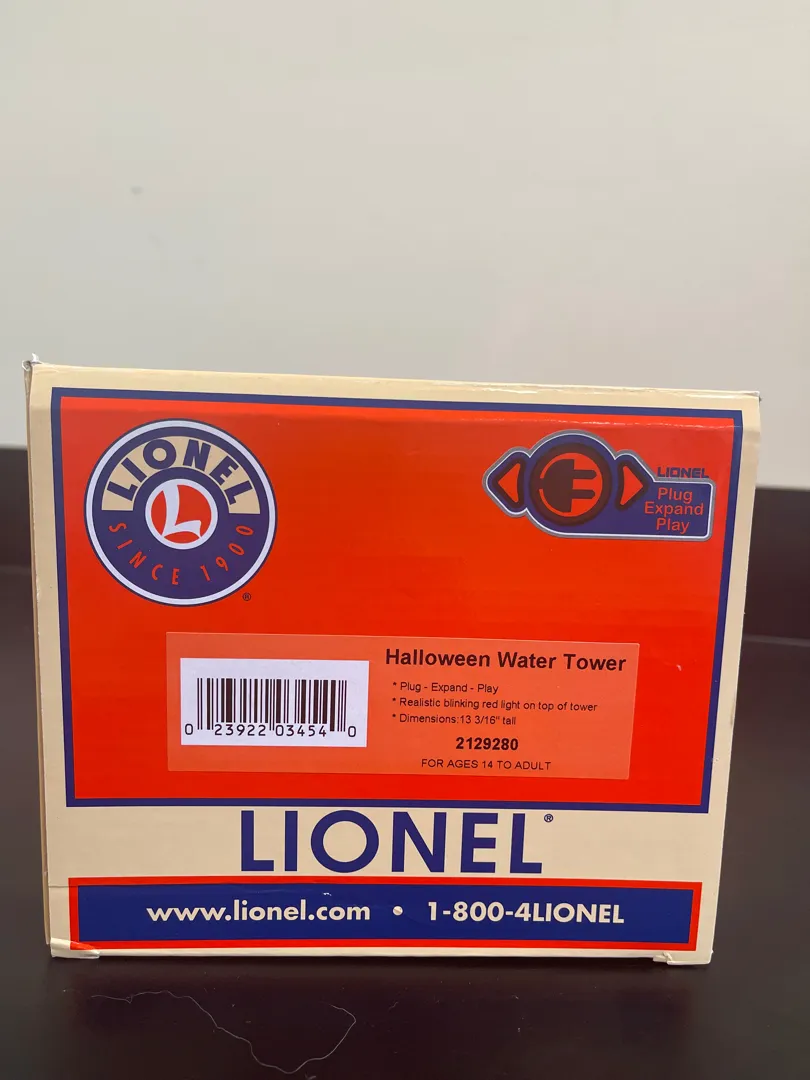 LIONEL
L
SINCE 1900
®
LIONEL
Plug
Expand
Play
Halloween Water Tower
* Plug - Expand - Play
* Realistic blinking red light on top of tower
* Dimensions:13 3/16" tall
2129280
FOR AGES 14 TO ADULT
0 23922 03454 0
LIONEL®
www.lionel.com • 1-800-4LIONEL